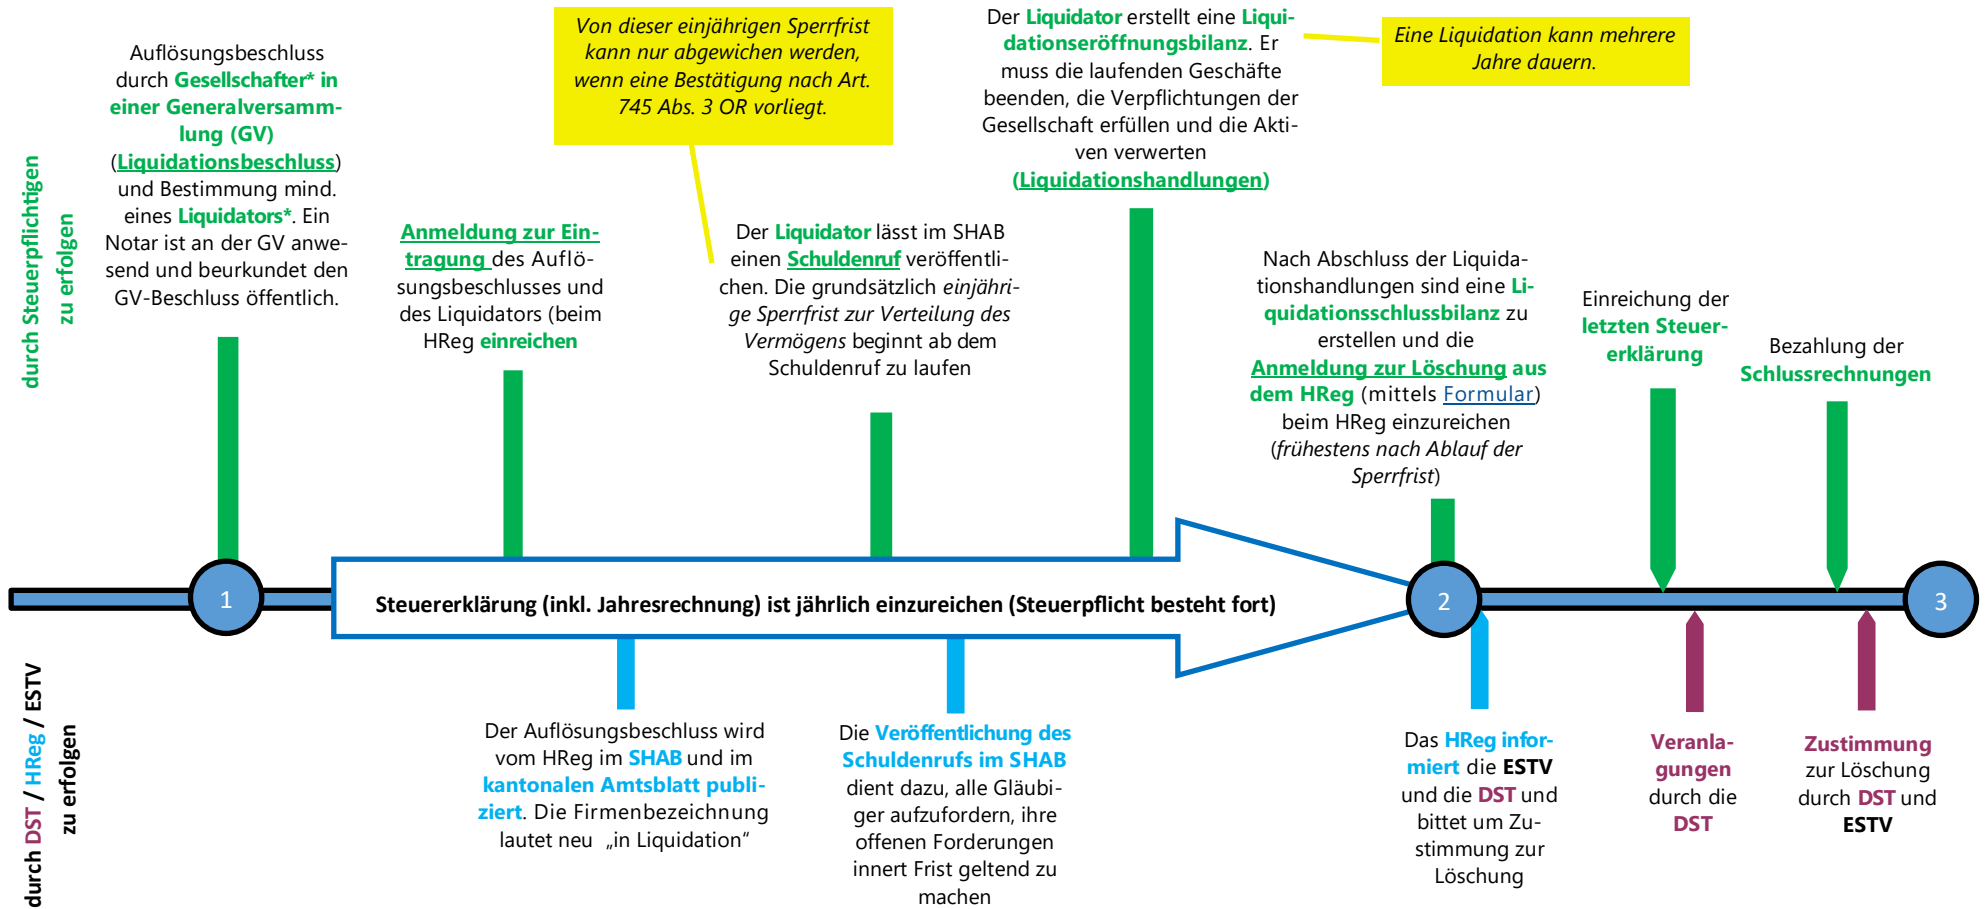 durch Steuerpflichtigen
zu erfolgen
Auflösungsbeschluss
durch Gesellschafter* in
einer Generalversamm-
lung (GV)
(Liquidationsbeschluss)
und Bestimmung mind.
eines Liquidators*. Ein
Notar ist an der GV anwe-
send und beurkundet den
GV-Beschluss öffentlich.
Anmeldung zur Ein-
tragung des Auflö-
sungsbeschlusses und
des Liquidators (beim
HReg einreichen
Von dieser einjährigen Sperrfrist
kann nur abgewichen werden,
wenn eine Bestätigung nach Art.
745 Abs. 3 OR vorliegt.
Der Liquidator lässt im SHAB
einen Schuldenruf veröffentli-
chen. Die grundsätzlich einjähri-
ge Sperrfrist zur Verteilung des
Vermögens beginnt ab dem
Schuldenruf zu laufen
Der Liquidator erstellt eine Liqui-
dationseröffnungsbilanz. Er
muss die laufenden Geschäfte
beenden, die Verpflichtungen der
Gesellschaft erfüllen und die Akti-
ven verwerten
(Liquidationshandlungen)
Eine Liquidation kann mehrere
Jahre dauern.
Nach Abschluss der Liquida-
tionshandlungen sind eine Li-
quidationsschlussbilanz zu
erstellen und die
Anmeldung zur Löschung aus
dem HReg (mittels Formular)
beim HReg einzureichen
(frühestens nach Ablauf der
Sperrfrist)
Einreichung der
letzten Steuer-
erklärung
Bezahlung der
Schlussrechnungen
1
Steuererklärung (inkl. Jahresrechnung) ist jährlich einzureichen (Steuerpflicht besteht fort)
2
3
durch DST / HReg / ESTV
zu erfolgen
Der Auflösungsbeschluss wird
vom HReg im SHAB und im
kantonalen Amtsblatt publi-
ziert. Die Firmenbezeichnung
lautet neu „in Liquidation“
Die Veröffentlichung des
Schuldenrufs im SHAB
dient dazu, alle Gläubi-
ger aufzufordern, ihre
offenen Forderungen
innert Frist geltend zu
machen
Das HReg infor-
miert die ESTV
und die DST und
bittet um Zu-
stimmung zur
Löschung
Veranla-
gungen
durch die
DST
Zustimmung
zur Löschung
durch DST und
ESTV